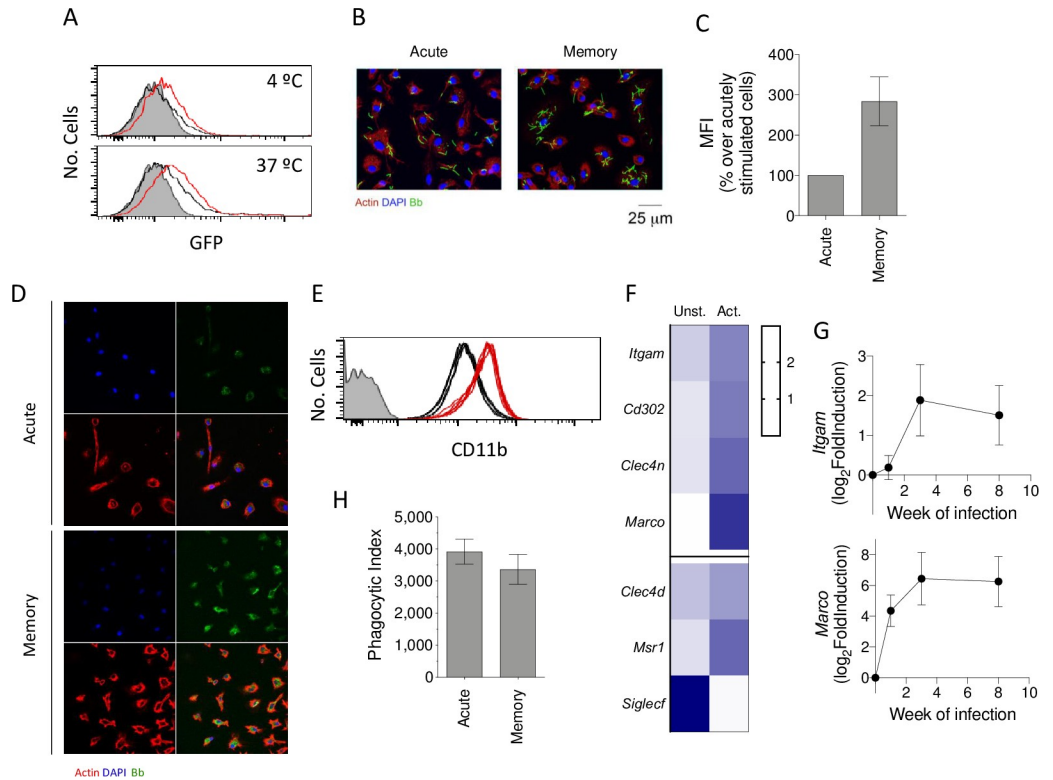 A
4 ºC
37 ºC
No. Cells
GFP
B
Acute
Memory
Actin DAPI Bb
25 µm
C
MFI
(% over acutely
stimulated cells)
400
300
200
100
0
Acute
Memory
D
Acute
Memory
Actin DAPI Bb
E
No. Cells
CD11b
F
Unst.
Act.
Itgam
Cd302
Clec4n
Marco
Clec4d
Msr1
Siglecf
2
1
G
Itgam
(log2FoldInduction)
3
2
1
0
2
4
6
8
10
Week of infection
Marco
(log2FoldInduction)
8
6
4
2
0
2
4
6
8
10
Week of infection
H
Phagocytic Index
5,000
4,000
3,000
2,000
1,000
0
Acute
Memory